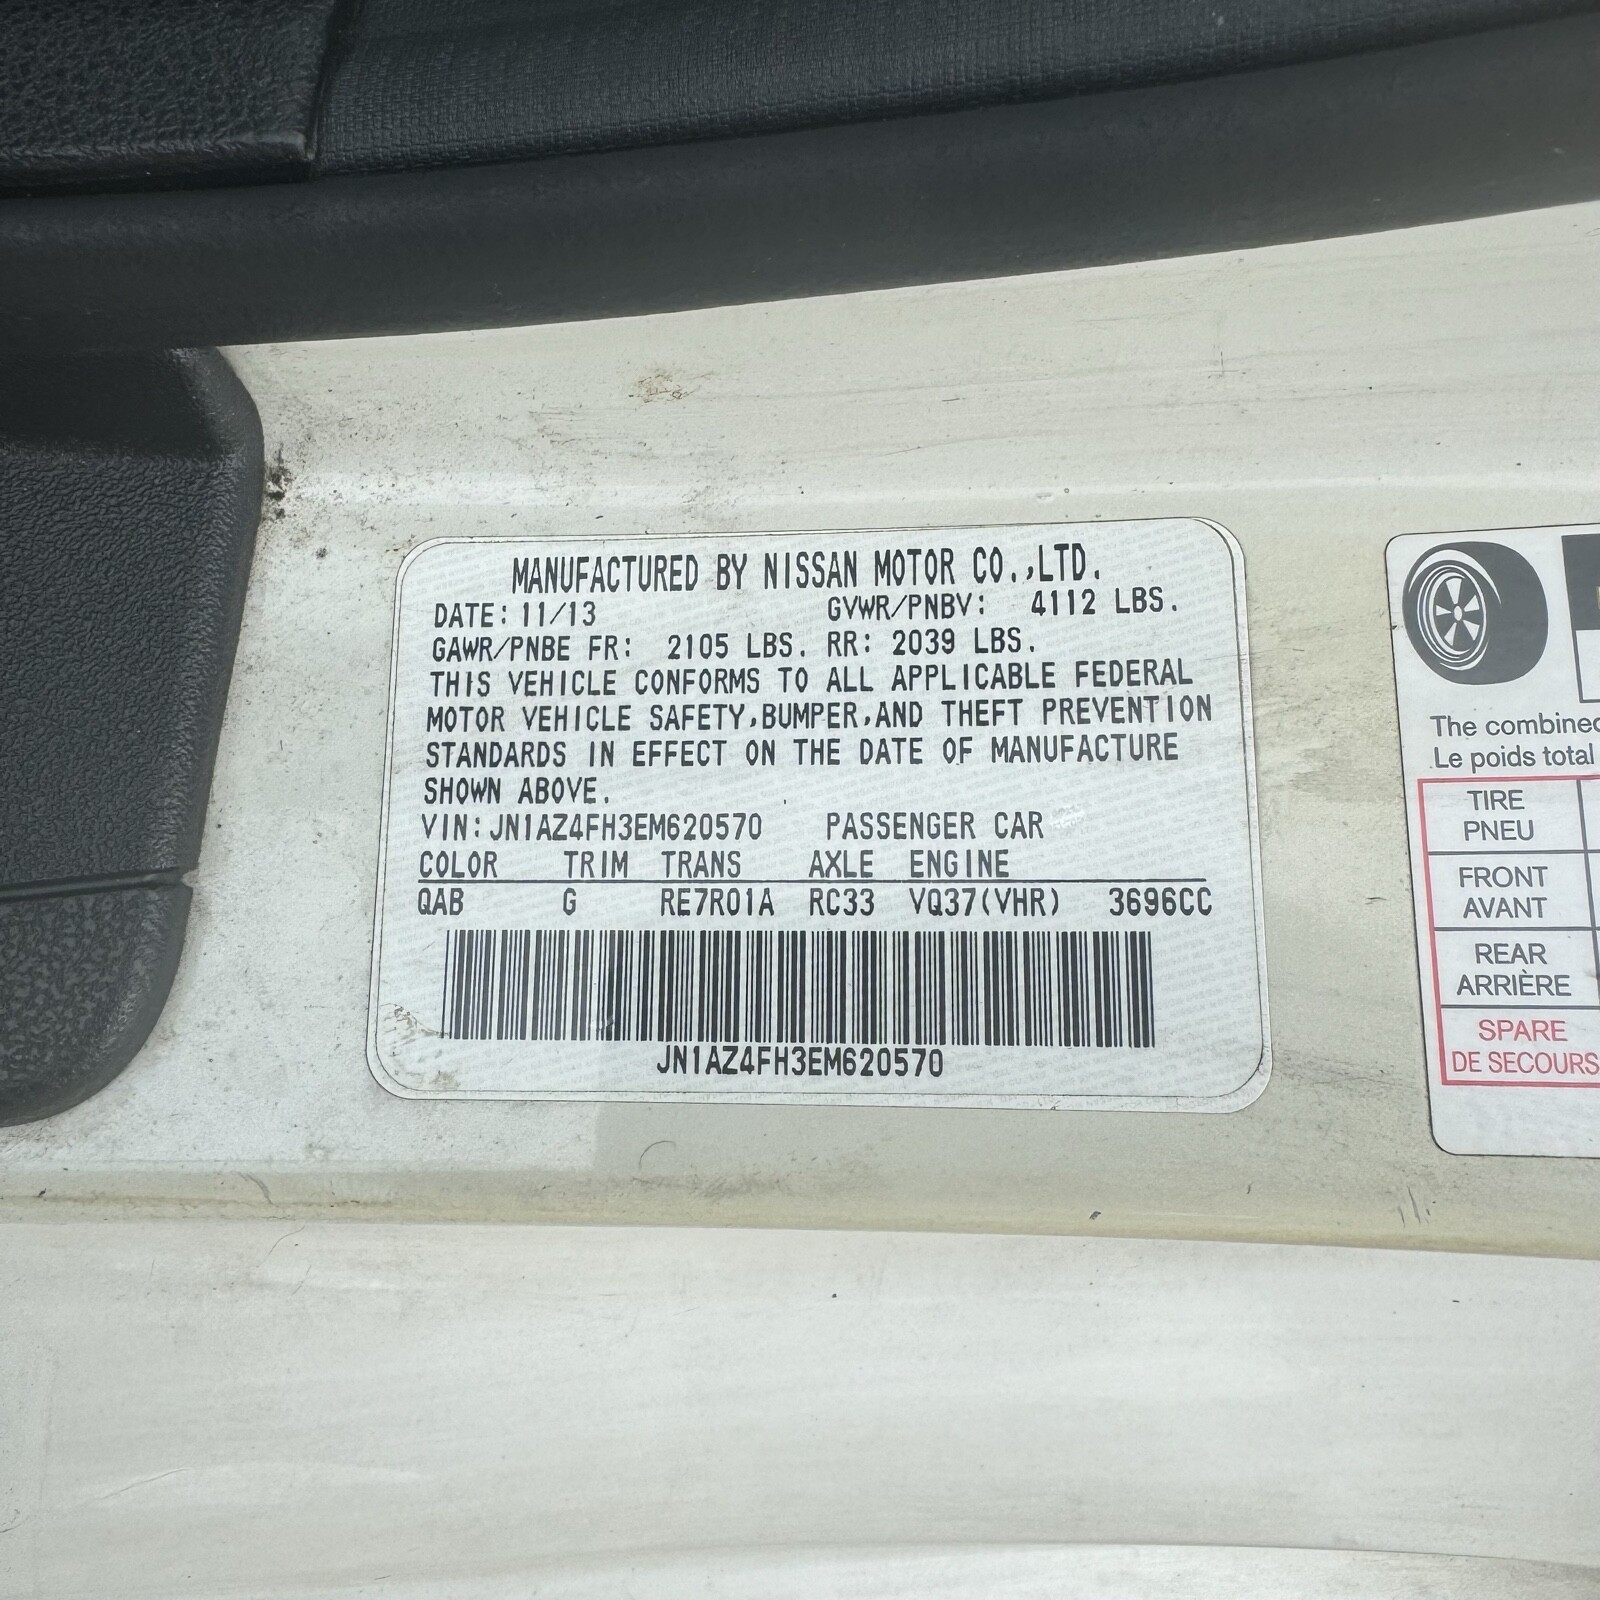 MANUFACTURED BY NISSAN MOTOR CO.,LTD.
DATE: 11/13 GVWR/PNBV: 4112 LBS.
GAWR/PNBE FR: 2105 LBS. RR: 2039 LBS.
THIS VEHICLE CONFORMS TO ALL APPLICABLE FEDERAL
MOTOR VEHICLE SAFETY,BUMPER,AND THEFT PREVENTION
STANDARDS IN EFFECT ON THE DATE OF MANUFACTURE
SHOWN ABOVE.
VIN: JN1AZ4FH3EM620570 PASSENGER CAR
COLOR TRIM TRANS AXLE ENGINE
QAB G RE7R01A RC33 VQ37(VHR) 3696CC
JN1AZ4FH3EM620570
The combined
Le poids total
TIRE
PNEU
FRONT
AVANT
REAR
ARRIÈRE
SPARE
DE SECOURS